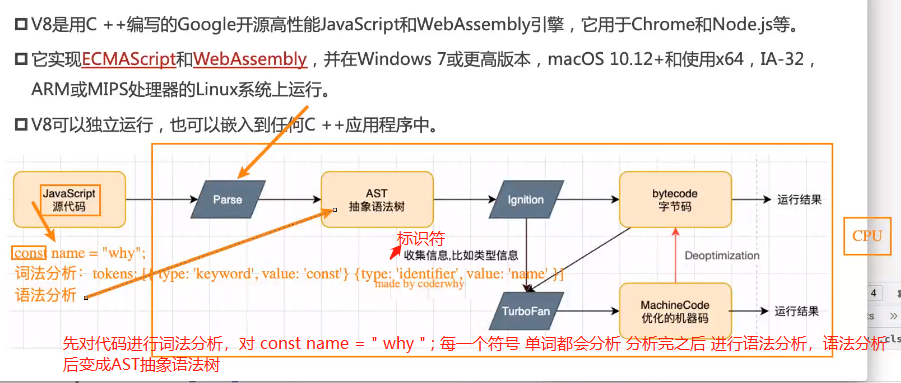 V8是用C ++编写的Google开源高性能JavaScript和WebAssembly引擎，它用于Chrome和Node.js等。
它实现ECMAScript和WebAssembly，并在Windows 7或更高版本，macOS 10.12+和使用x64，IA-32，
ARM或MIPS处理器的Linux系统上运行。
V8可以独立运行，也可以嵌入到任何C ++应用程序中。
JavaScript
源代码
Parse
AST
抽象语法树
Ignition
bytecode
字节码
运行结果
CPU
const name = "why";
标识符
收集信息,比如类型信息
Deoptimization
词法分析：tokens: [{ type: 'keyword', value: 'const'} {type: 'identifier', value: 'name' }]
made by coderwhy
语法分析
TurboFan
MachineCode
优化的机器码
运行结果
4
ts
»
cls
先对代码进行词法分析，对 const name = " why " ; 每一个符号 单词都会分析 分析完之后 进行语法分析，语法分析
后变成AST抽象语法树